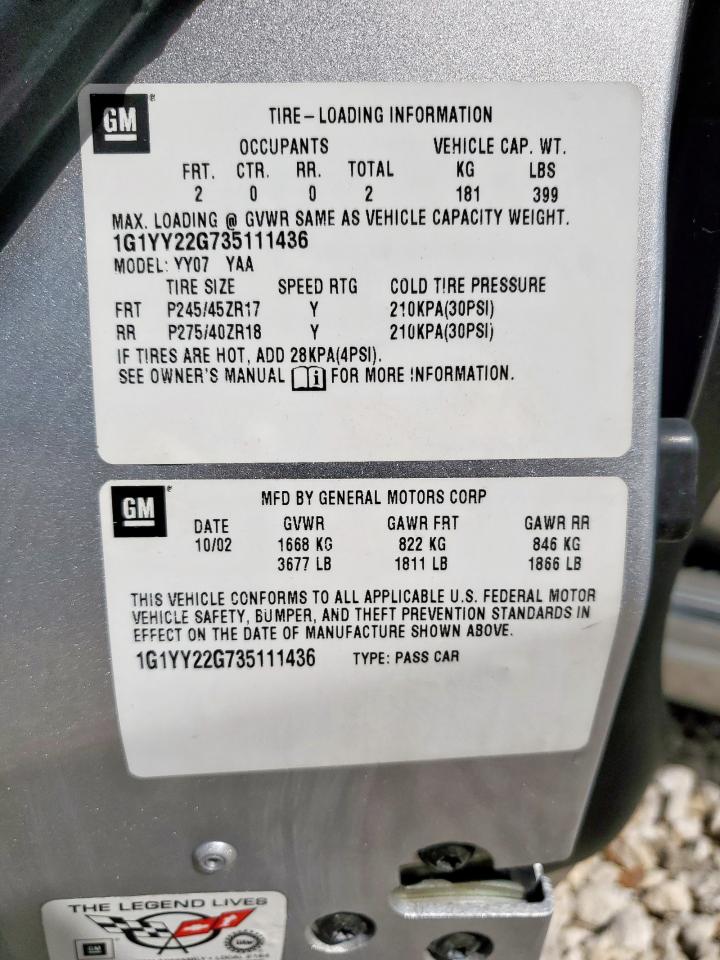 GM
TIRE-LOADING INFORMATION
OCCUPANTS VEHICLE CAP. WT.
FRT. CTR. RR. TOTAL KG LBS
2 0 0 2 181 399
MAX. LOADING @ GVWR SAME AS VEHICLE CAPACITY WEIGHT.
1G1YY22G735111436
MODEL: YY07 YAA
TIRE SIZE SPEED RTG COLD TIRE PRESSURE
FRT P245/45ZR17 Y 210KPA(30PSI)
RR P275/40ZR18 Y 210KPA(30PSI)
IF TIRES ARE HOT, ADD 28KPA(4PSI).
SEE OWNER'S MANUAL FOR MORE INFORMATION.
GM
MFD BY GENERAL MOTORS CORP
DATE GVWR GAWR FRT GAWR RR
10/02 1668 KG 822 KG 846 KG
3677 LB 1811 LB 1866 LB
THIS VEHICLE CONFORMS TO ALL APPLICABLE U.S. FEDERAL MOTOR
VEHICLE SAFETY, BUMPER, AND THEFT PREVENTION STANDARDS IN
EFFECT ON THE DATE OF MANUFACTURE SHOWN ABOVE.
1G1YY22G735111436 TYPE: PASS CAR
THE LEGEND LIVES
GM